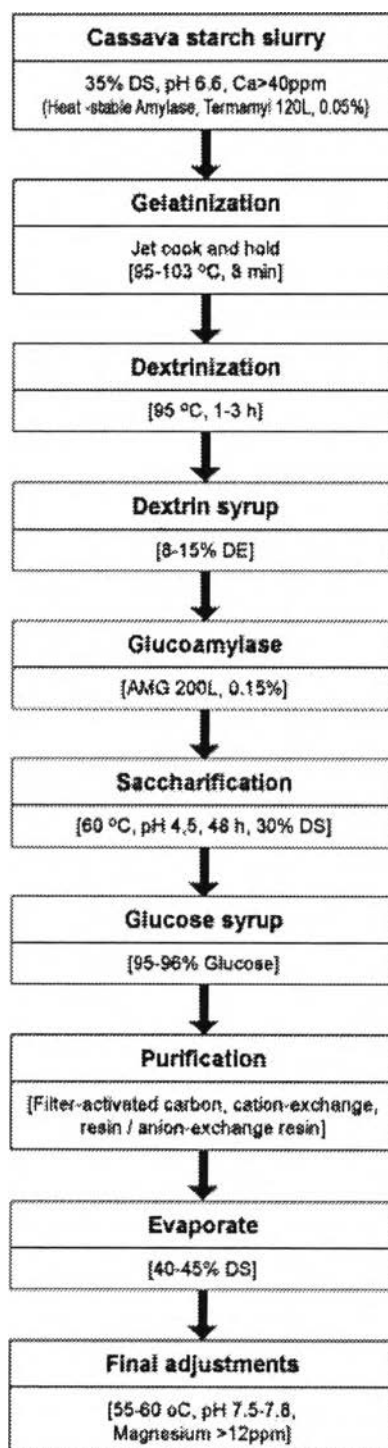 Cassava starch slurry
35% DS, pH 6.6, Ca>40ppm
(Heat -stable Amylase, Termamyl 120L, 0.05%)
Gelatinization
Jet cook and hold
[95-103 ºC, 8 min]
Dextrinization
[95 ºC, 1-3 h]
Dextrin syrup
[8-15% DE]
Glucoamylase
[AMG 200L, 0.15%]
Saccharification
[60 ºC, pH 4.5, 48 h, 30% DS]
Glucose syrup
[95-96% Glucose]
Purification
[Filter-activated carbon, cation-exchange,
resin / anion-exchange resin]
Evaporate
[40-45% DS]
Final adjustments
[55-60 oC, pH 7.5-7.8,
Magnesium >12ppm]